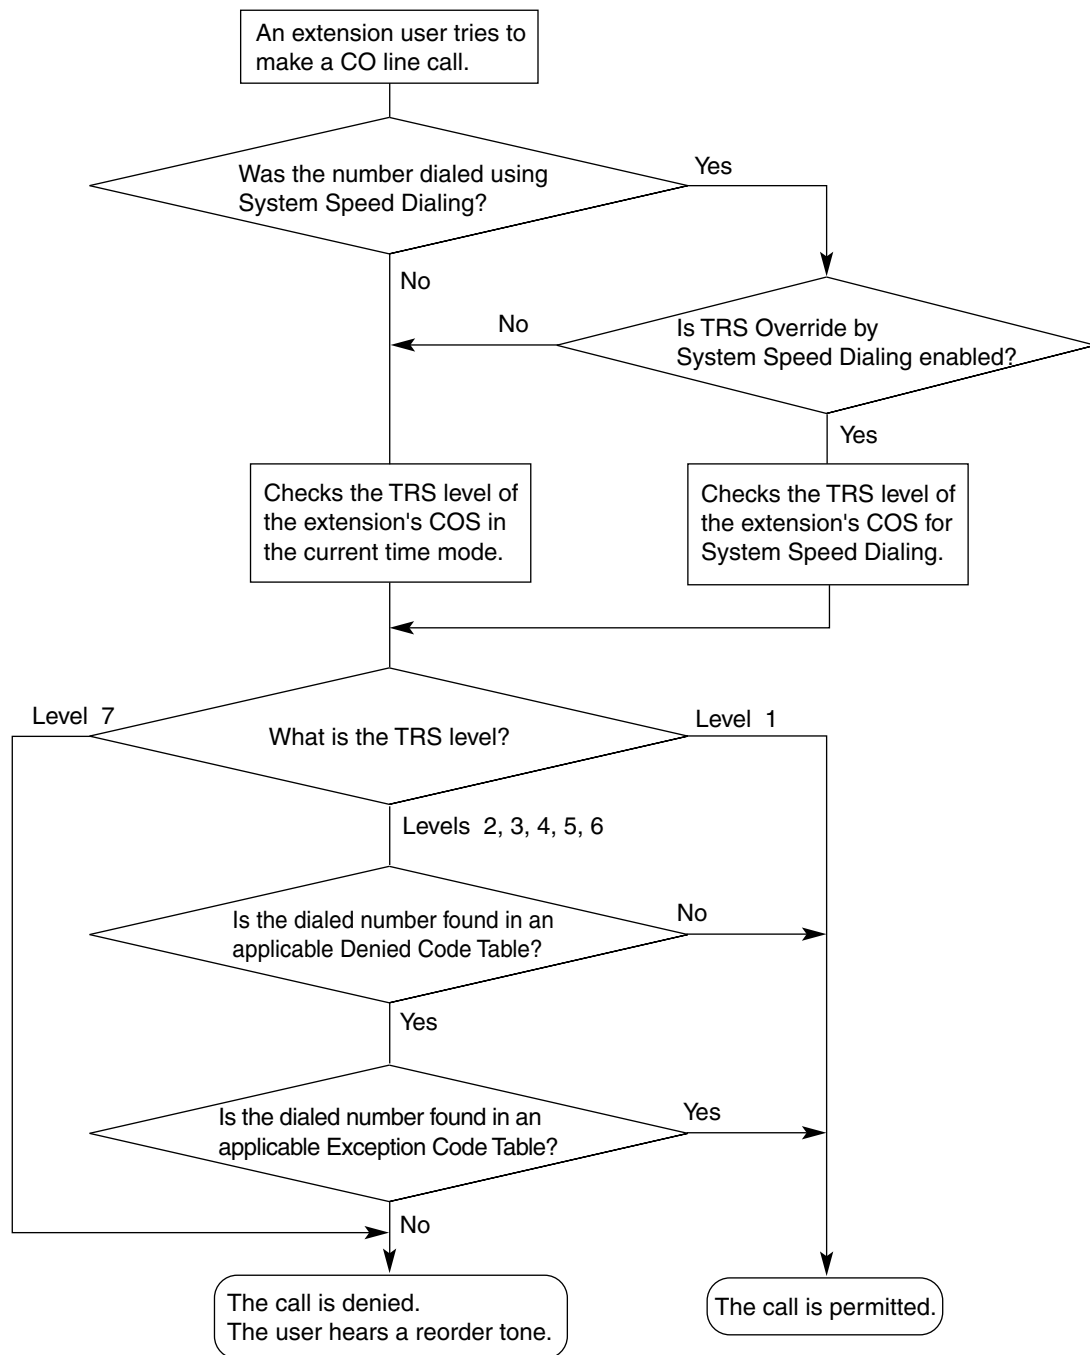 An extension user tries to
make a CO line call.
Was the number dialed using
System Speed Dialing?
Yes
No
Is TRS Override by
System Speed Dialing enabled?
No
Yes
Checks the TRS level of
the extension's COS in
the current time mode.
Checks the TRS level of
the extension's COS for
System Speed Dialing.
Level 7
What is the TRS level?
Level 1
Levels 2, 3, 4, 5, 6
Is the dialed number found in an
applicable Denied Code Table?
No
Yes
Is the dialed number found in an
applicable Exception Code Table?
Yes
No
The call is denied.
The user hears a reorder tone.
The call is permitted.